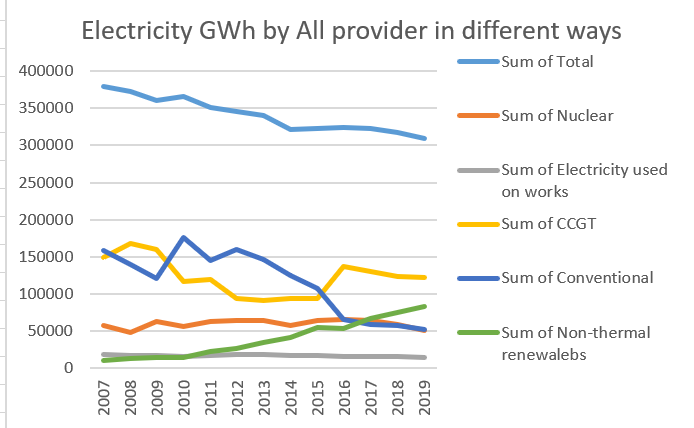 Electricity GWh by All provider in different ways
400000
350000
300000
250000
200000
150000
100000
50000
0
2007
2008
2009
2010
2011
2012
2013
2014
2015
2016
2017
2018
2019
Sum of Total
Sum of Nuclear
Sum of Electricity used
on works
Sum of CCGT
Sum of Conventional
Sum of Non-thermal
renewalebs